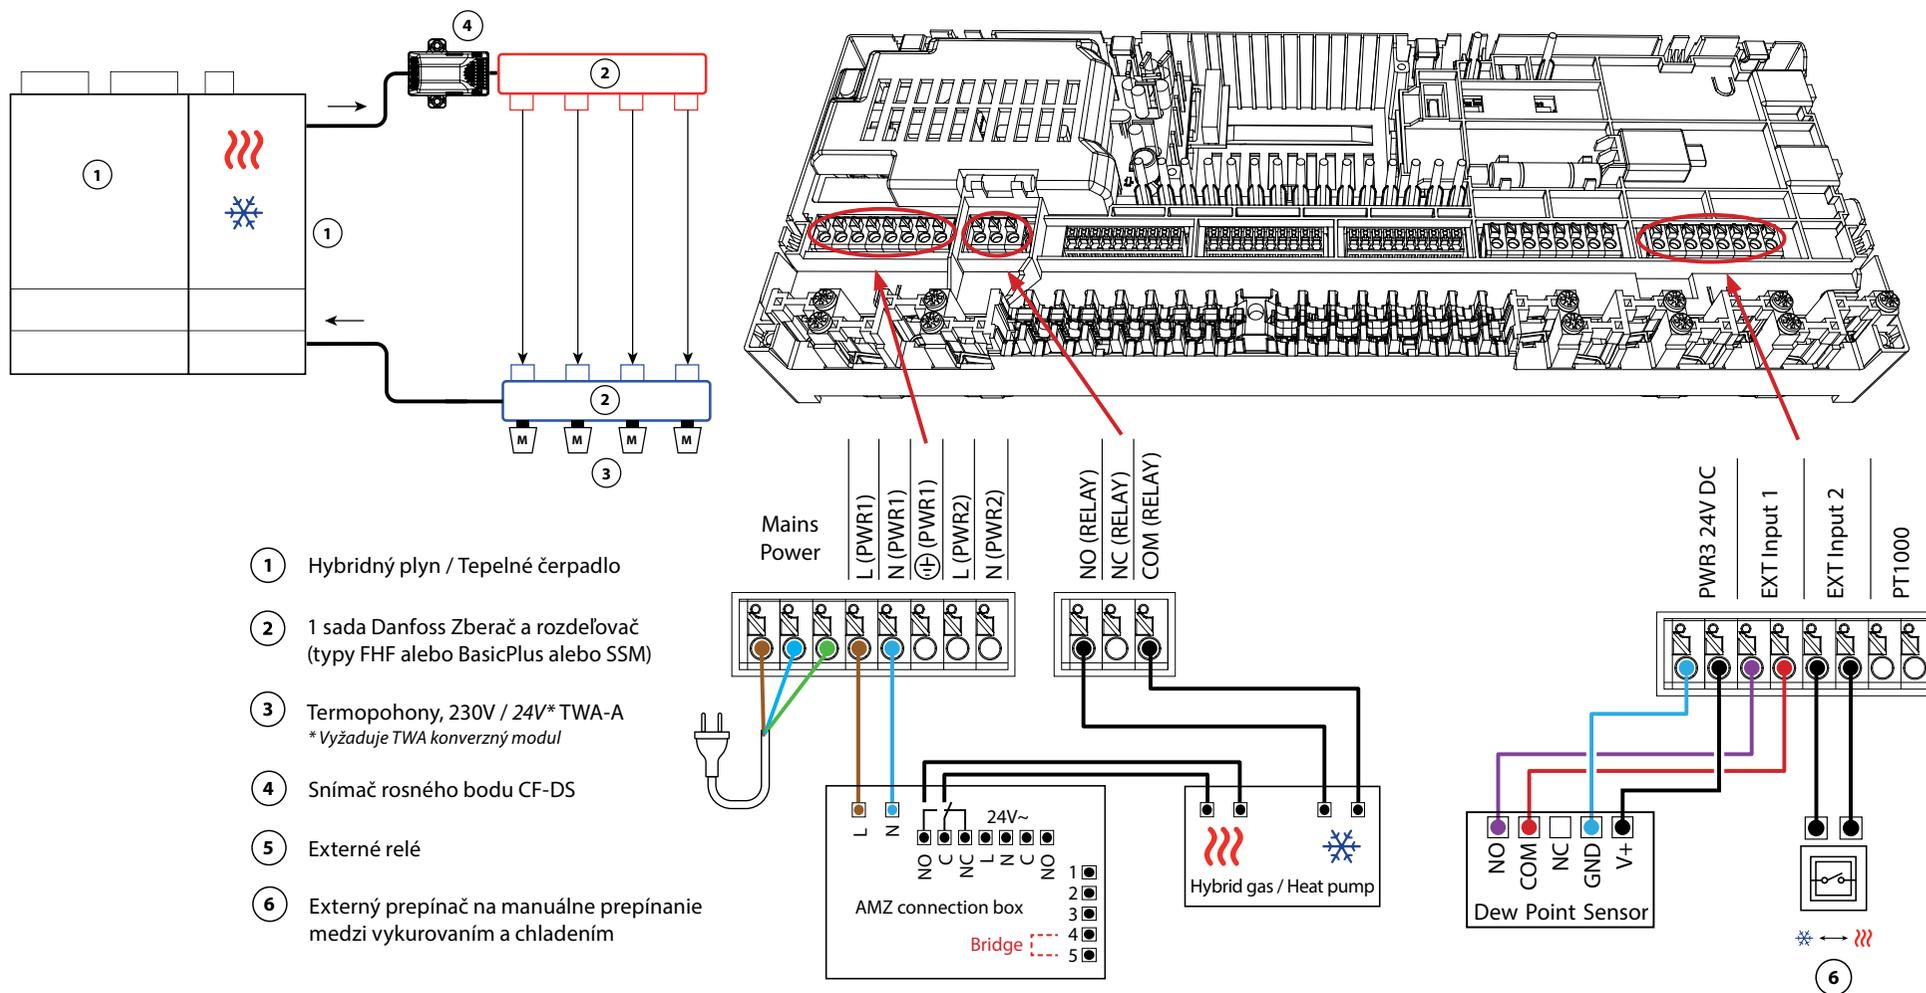 4
2
1
1
2
M
M
M
M
3
1 Hybridný plyn / Tepelné čerpadlo
2 1 sada Danfoss Zberač a rozdeľovač
(typy FHF alebo BasicPlus alebo SSM)
3 Termopohony, 230V / 24V* TWA-A
* Vyžaduje TWA konverzný modul
4 Snímač rosného bodu CF-DS
5 Externé relé
6 Externý prepínač na manuálne prepínanie
medzi vykurovaním a chladením
Mains
Power
L (PWR1)
N (PWR1)
(PWR1)
L (PWR2)
N (PWR2)
NO (RELAY)
NC (RELAY)
COM (RELAY)
PWR3 24V DC
EXT Input 1
EXT Input 2
PT1000
L
N
24V~
NO
C
NC
L
N
C
NO
1
2
3
4
5
AMZ connection box
Bridge
Hybrid gas / Heat pump
NO
COM
NC
GND
V+
Dew Point Sensor
6